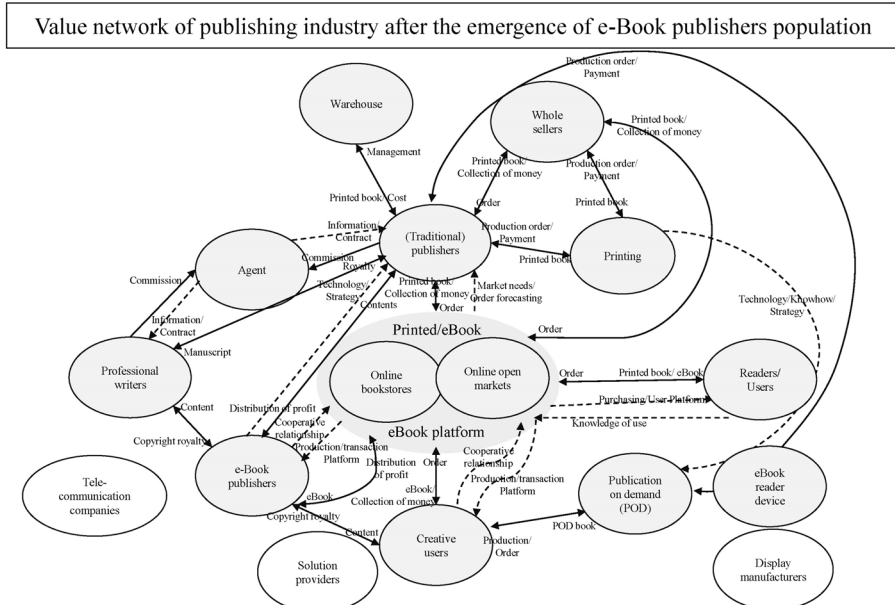 Value network of publishing industry after the emergence of e-Book publishers population
Production order/
Payment
Warehouse
Whole
sellers
Printed book/
Collection of money
Management
Printed book/
Collection of money
Production order/
Payment
Printed book/ Cost
Order
Printed book
Information/
Contract
(Traditional)
publishers
Production order/
Payment
Printing
Printed book
Agent
Commission
Royalty
Commission
Technology/
Strategy
Contents
Printed book/
Collection of money
Order
Market needs/
Order forecasting
Technology/Knowhow/
Strategy
Information/
Contract
Manuscript
Printed/eBook
Order
Professional
writers
Online
bookstores
Online open
markets
Order
Printed book/ eBook
Readers/
Users
Purchasing/User Platform
Knowledge of use
Content
Distribution of profit
Cooperative
relationship
Production/transaction
Platform
eBook platform
Copyright royalty
Distribution
of profit
Order
Cooperative
relationship
Production/transaction
Platform
e-Book
publishers
Tele-
communication
companies
eBook
eBook/
Collection of money
Publication
on demand
(POD)
eBook
reader
device
Copyright royalty
Content
Creative
users
Production/
Order
POD book
Solution
providers
Display
manufacturers